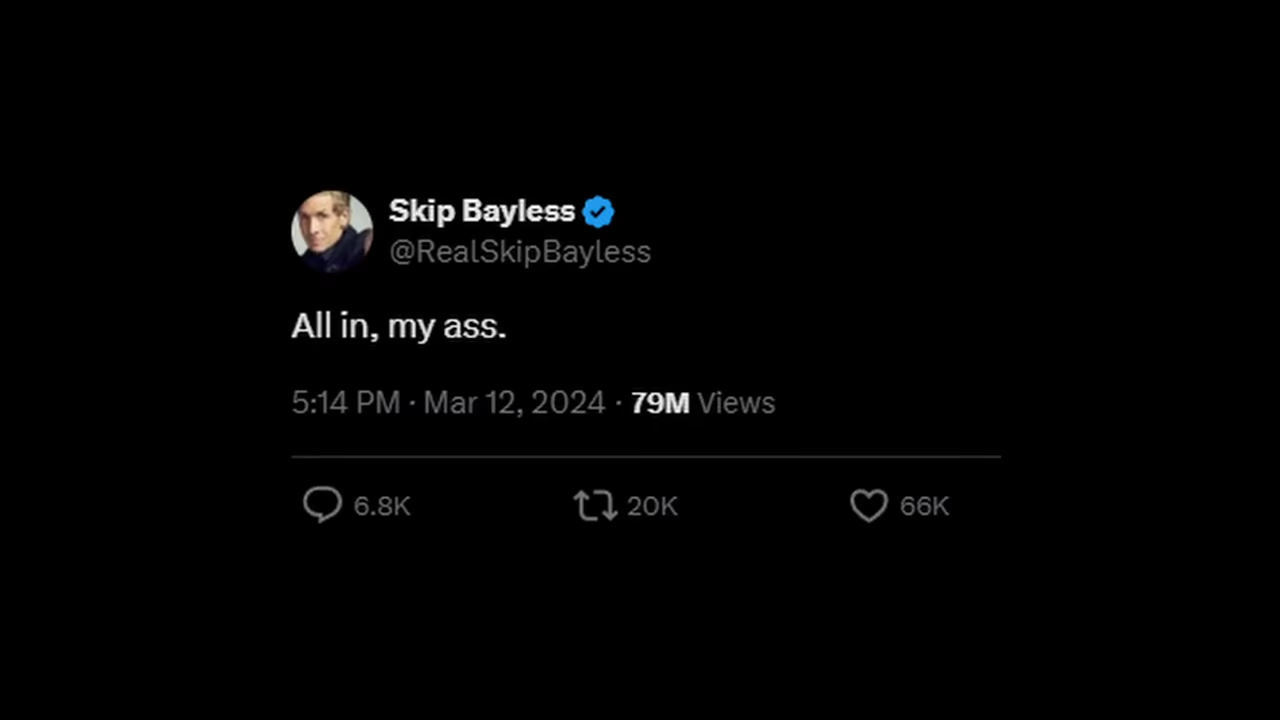 Skip Bayless
@RealSkipBayless
All in, my ass.
5:14 PM · Mar 12, 2024 · 79M Views
6.8K 20K 66K